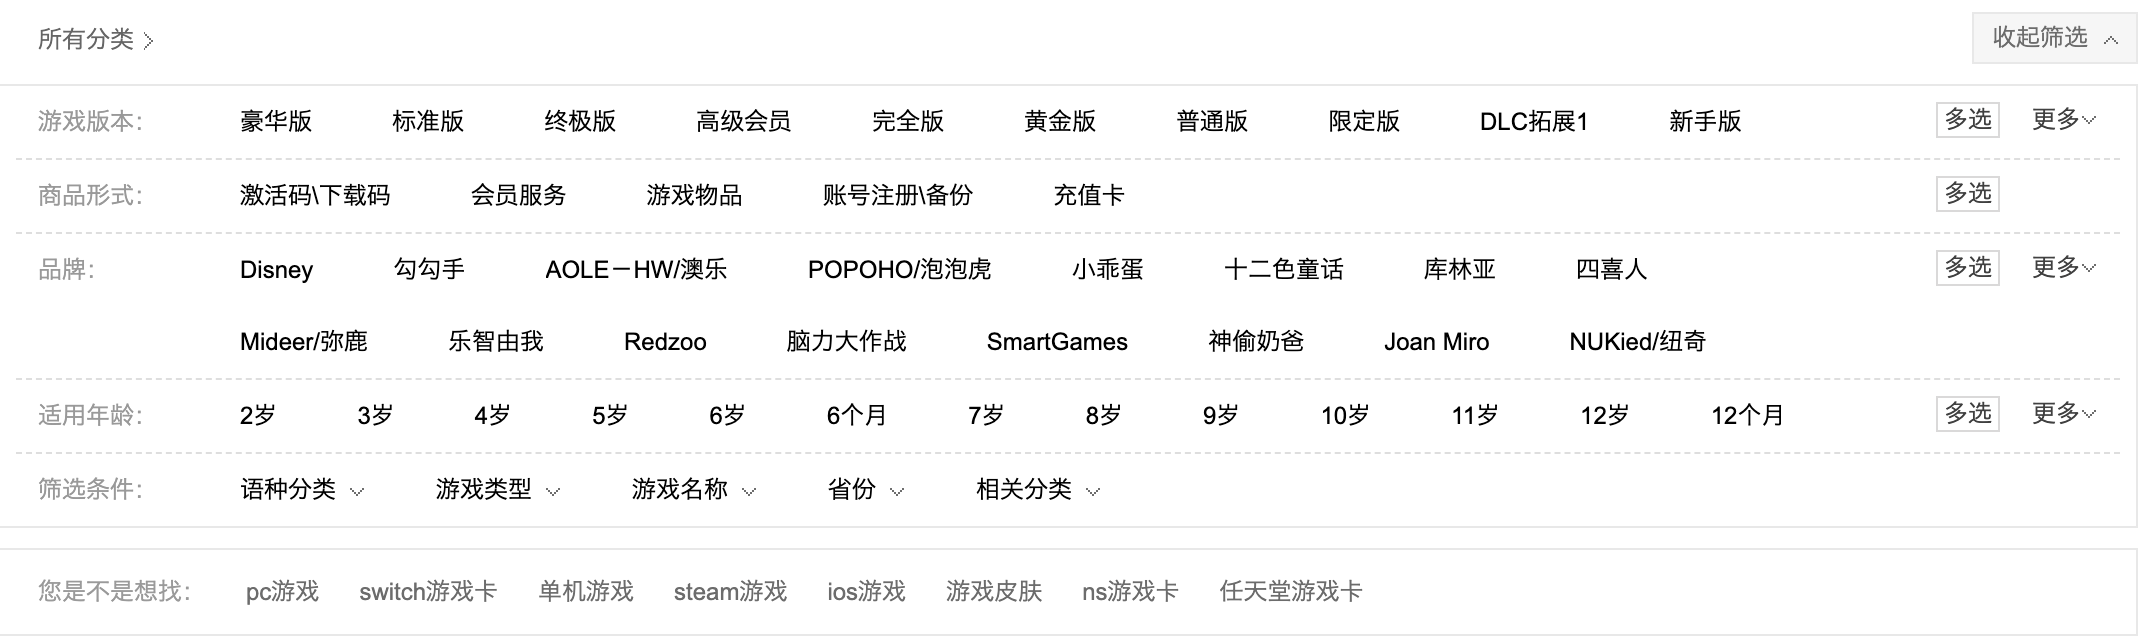 所有分类 收起筛选
游戏版本： 豪华版 标准版 终极版 高级会员 完全版 黄金版 普通版 限定版 DLC拓展1 新手版 多选 更多
商品形式： 激活码\下载码 会员服务 游戏物品 账号注册\备份 充值卡 多选
品牌： Disney 勾勾手 AOLE－HW/澳乐 POPOHO/泡泡虎 小乖蛋 十二色童话 库林亚 四喜人 多选 更多
Mideer/弥鹿 乐智由我 Redzoo 脑力大作战 SmartGames 神偷奶爸 Joan Miro NUKied/纽奇
适用年龄： 2岁 3岁 4岁 5岁 6岁 6个月 7岁 8岁 9岁 10岁 11岁 12岁 12个月 多选 更多
筛选条件： 语种分类 游戏类型 游戏名称 省份 相关分类
您是不是想找： pc游戏 switch游戏卡 单机游戏 steam游戏 ios游戏 游戏皮肤 ns游戏卡 任天堂游戏卡